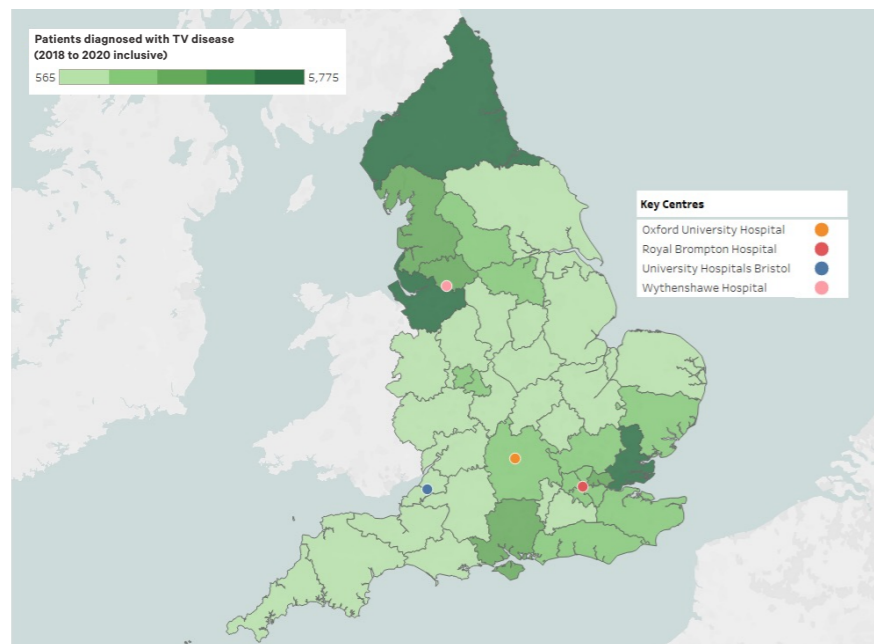 Patients diagnosed with TV disease
(2018 to 2020 inclusive)
565 5,775
Key Centres
Oxford University Hospital
Royal Brompton Hospital
University Hospitals Bristol
Wythenshawe Hospital